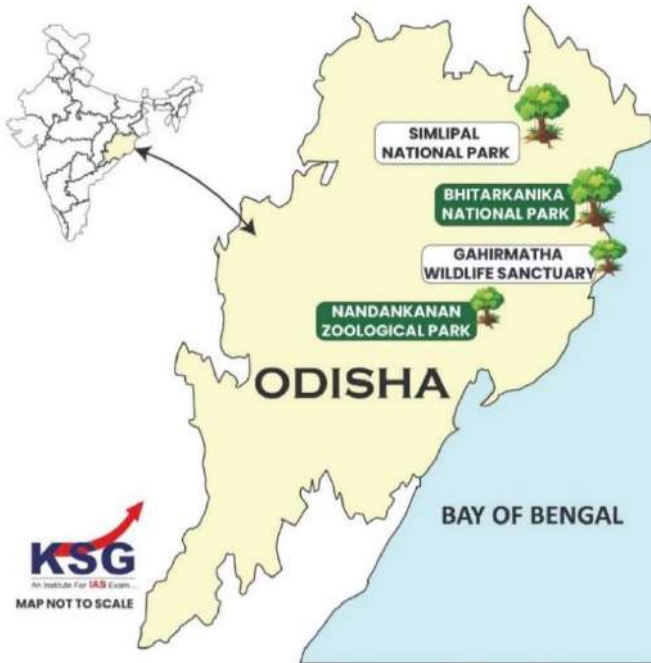 SIMLIPAL
NATIONAL PARK
BHITARKANIKA
NATIONAL PARK
GAHIRMATHA
WILDLIFE SANCTUARY
NANDANKANAN
ZOOLOGICAL PARK
ODISHA
BAY OF BENGAL
KSG
An Institute For IAS Exam...
MAP NOT TO SCALE